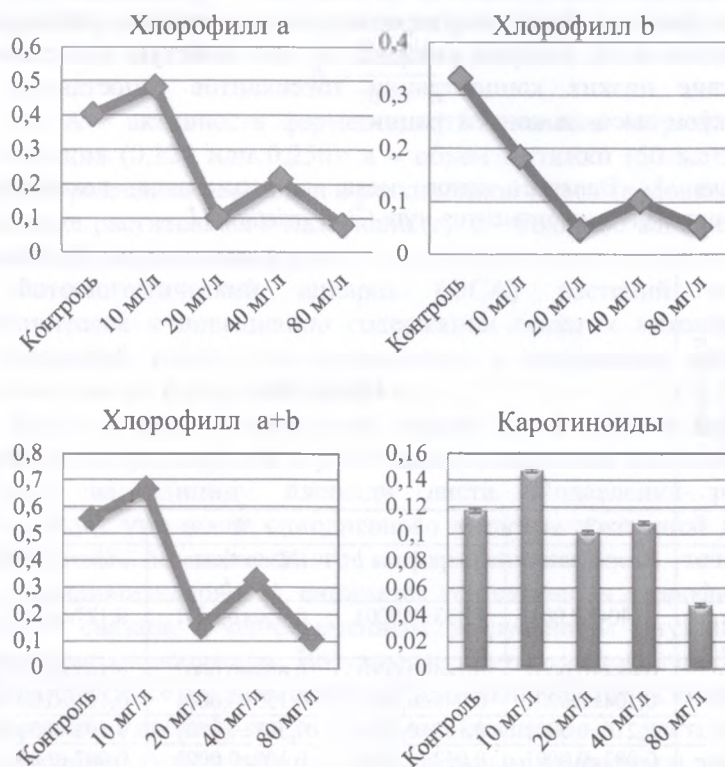 Хлорофилл a
0,6
0,5
0,4
0,3
0,2
0,1
0
Контроль
10 мг/л
20 мг/л
40 мг/л
80 мг/л
Хлорофилл b
0,4
0,3
0,2
0,1
0
Контроль
10 мг/л
20 мг/л
40 мг/л
80 мг/л
Хлорофилл a+b
0,8
0,7
0,6
0,5
0,4
0,3
0,2
0,1
0
Контроль
10 мг/л
20 мг/л
40 мг/л
80 мг/л
Каротиноиды
0,16
0,14
0,12
0,1
0,08
0,06
0,04
0,02
0
Контроль
10 мг/л
20 мг/л
40 мг/л
80 мг/л